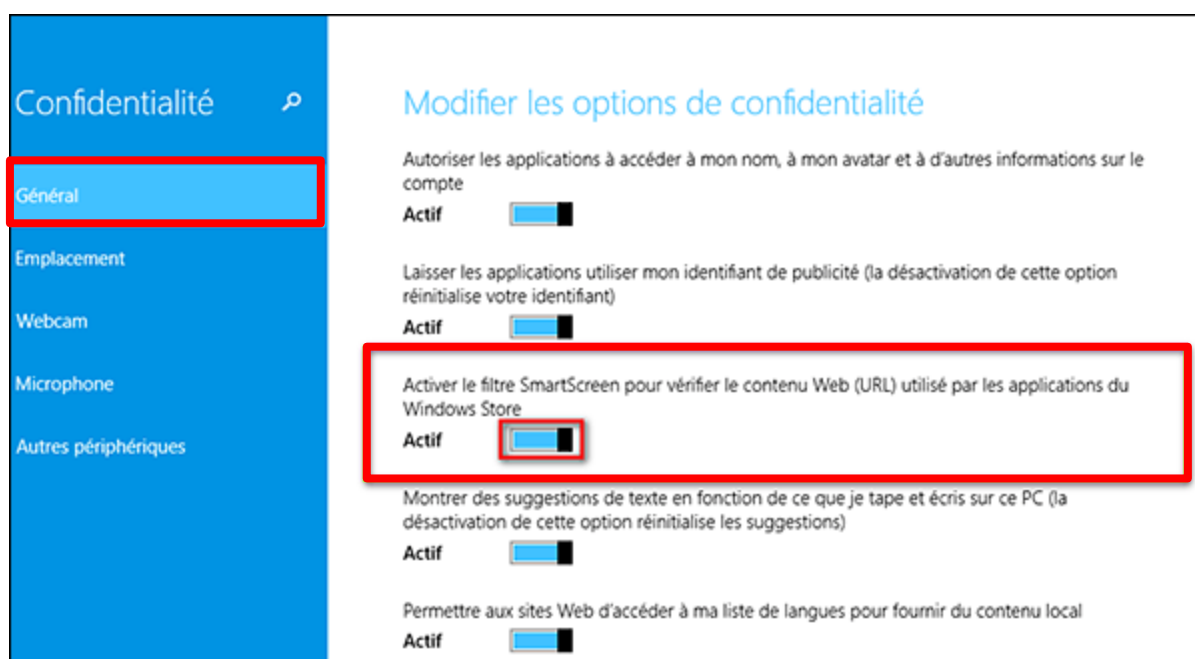 Confidentialité
Général
Emplacement
Webcam
Microphone
Autres périphériques
Modifier les options de confidentialité
Autoriser les applications à accéder à mon nom, à mon avatar et à d'autres informations sur le
compte
Actif
Laisser les applications utiliser mon identifiant de publicité (la désactivation de cette option
réinitialise votre identifiant)
Actif
Activer le filtre SmartScreen pour vérifier le contenu Web (URL) utilisé par les applications du
Windows Store
Actif
Montrer des suggestions de texte en fonction de ce que je tape et écris sur ce PC (la
désactivation de cette option réinitialise les suggestions)
Actif
Permettre aux sites Web d'accéder à ma liste de langues pour fournir du contenu local
Actif